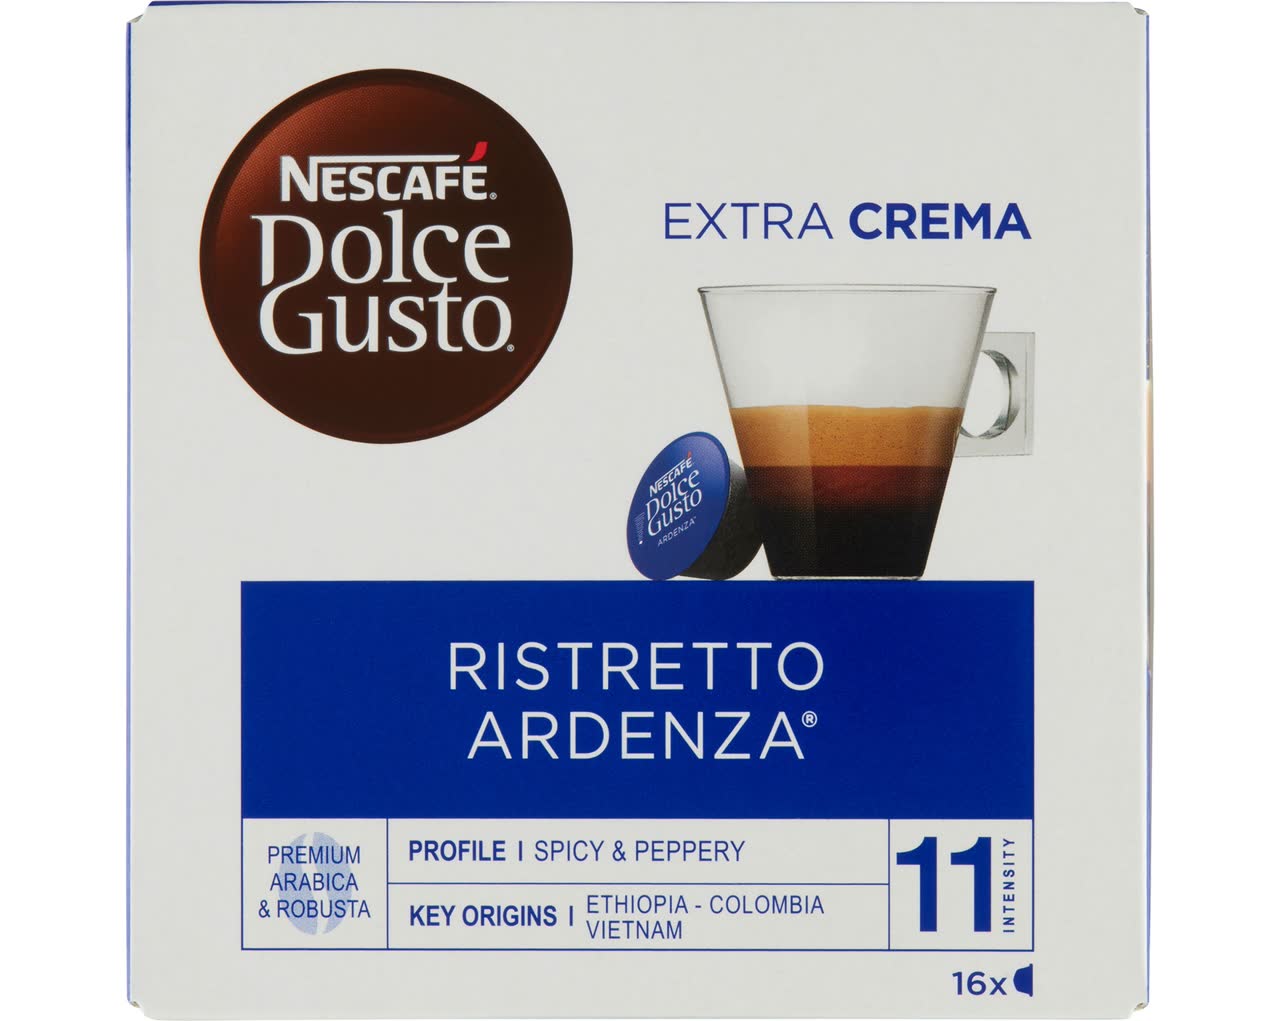 NESCAFÉ®
Dolce
Gusto®
EXTRA CREMA
NESCAFÉ
Dolce
Gusto
ARDENZA
RISTRETTO
ARDENZA®
PREMIUM
ARABICA
& ROBUSTA
PROFILE | SPICY & PEPPERY
KEY ORIGINS | ETHIOPIA - COLOMBIA
VIETNAM
11
INTENSITY
16x